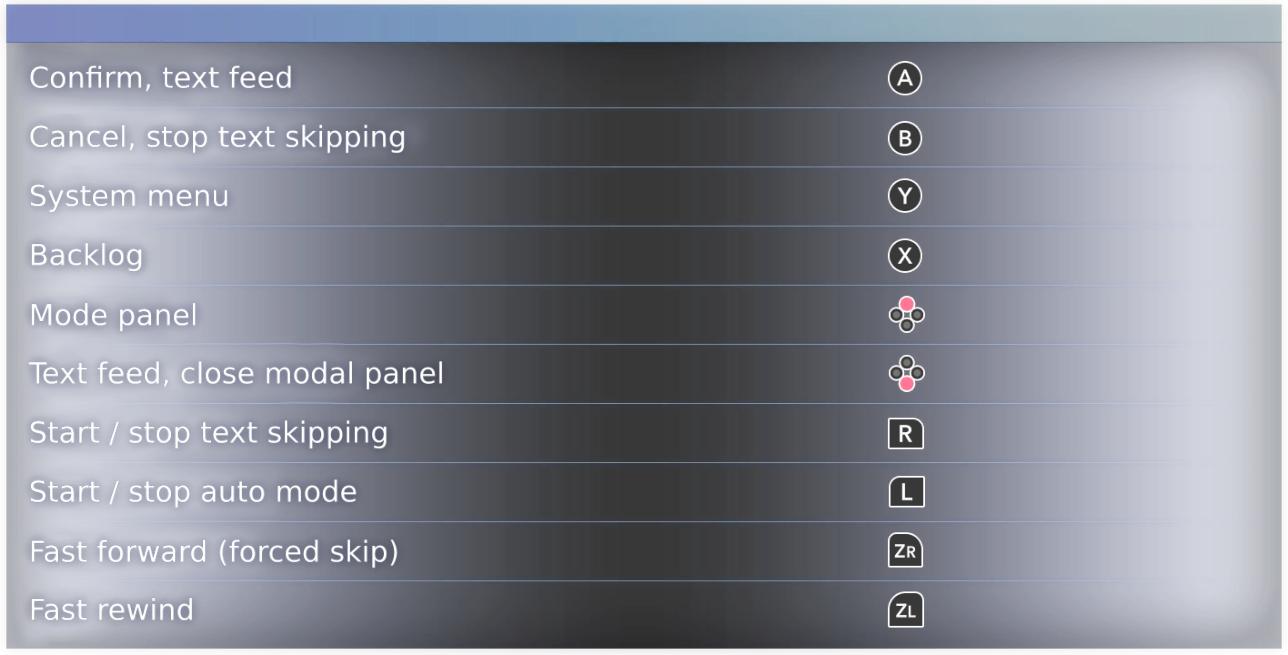 Confirm, text feed A
Cancel, stop text skipping B
System menu Y
Backlog X
Mode panel
Text feed, close modal panel
Start / stop text skipping R
Start / stop auto mode L
Fast forward (forced skip) ZR
Fast rewind ZL